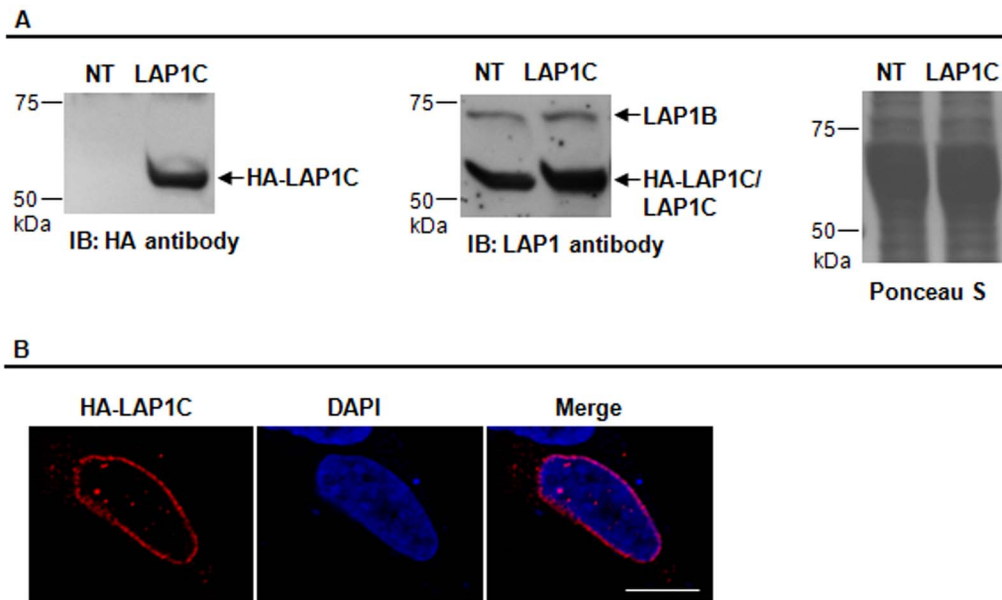 A
NT LAP1C
75
HA-LAP1C
50
kDa
IB: HA antibody
NT LAP1C
75
LAP1B
HA-LAP1C/
LAP1C
50
kDa
IB: LAP1 antibody
NT LAP1C
75
50
kDa
Ponceau S
B
HA-LAP1C DAPI Merge